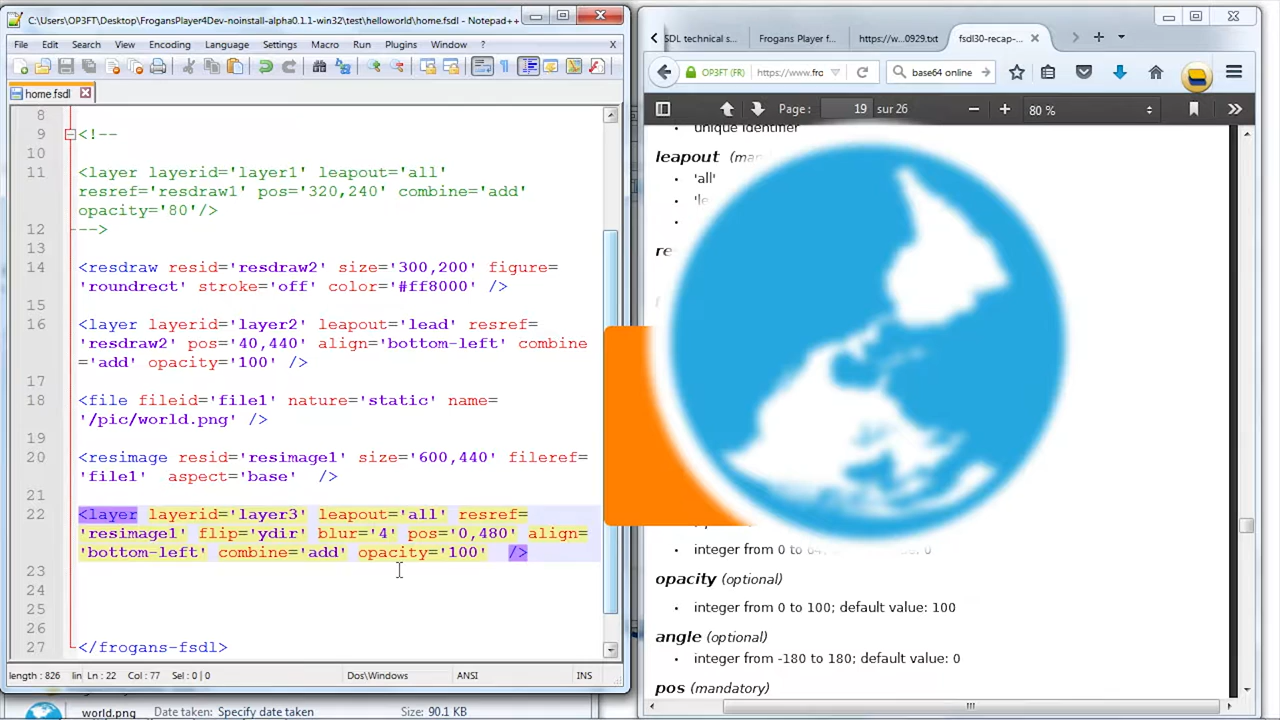 C:\Users\OP3FT\Desktop\FrogansPlayer4Dev-noinstall-alpha0.1.1-win32\test\helloworld\home.fsdl - Notepad++
File Edit Search View Encoding Language Settings Macro Run Plugins Window ? X
home.fsdl
8
9 <!--
10
11 <layer layerid='layer1' leapout='all'
resref='resdraw1' pos='320,240' combine='add'
opacity='80'/>
12 -->
13
14 <resdraw resid='resdraw2' size='300,200' figure=
'roundrect' stroke='off' color='#ff8000' />
15
16 <layer layerid='layer2' leapout='lead' resref=
'resdraw2' pos='40,440' align='bottom-left' combine
='add' opacity='100' />
17
18 <file fileid='file1' nature='static' name=
'/pic/world.png' />
19
20 <resimage resid='resimage1' size='600,440' fileref=
'file1' aspect='base' />
21
22 <layer layerid='layer3' leapout='all' resref=
'resimage1' flip='ydir' blur='4' pos='0,480' align=
'bottom-left' combine='add' opacity='100' />
23
24
25
26
27 </frogans-fsdl>
length : 826 lin Ln : 22 Col : 77 Sel : 0 | 0 Dos\Windows ANSI INS
world.png Date taken: Specify date taken Size: 90.1 KB
SDL technical s... Frogans Player f... https://w...0929.txt fsdl30-recap-...
OP3FT (FR) https://www.fro base64 online
Page : 19 sur 26 80 %
unique identifier
leapout
'all'
integer from 0 to
opacity (optional)
integer from 0 to 100; default value: 100
angle (optional)
integer from -180 to 180; default value: 0
pos (mandatory)